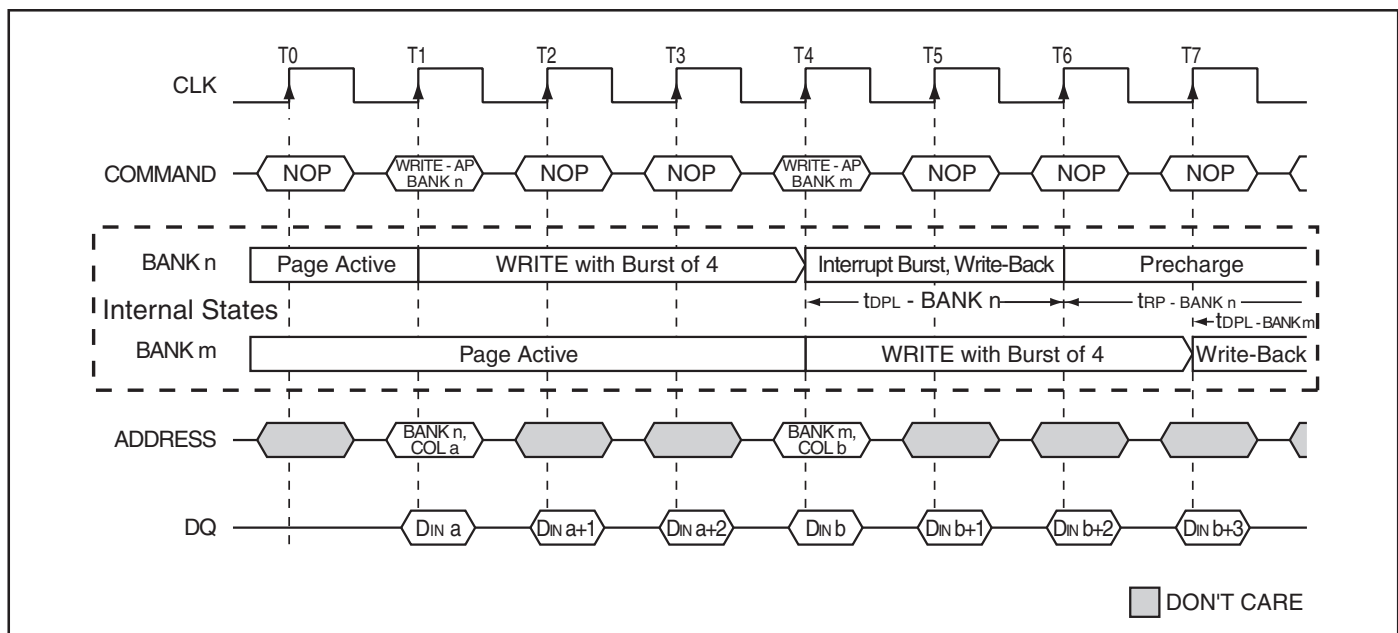 T0 T1 T2 T3 T4 T5 T6 T7
CLK
COMMAND NOP WRITE - AP BANK n NOP NOP WRITE - AP BANK m NOP NOP NOP
BANK n Page Active WRITE with Burst of 4 Interrupt Burst, Write-Back Precharge
tDPL - BANK n tRP - BANK n
Internal States
tDPL - BANK m
BANK m Page Active WRITE with Burst of 4 Write-Back
ADDRESS BANK n, COL a BANK m, COL b
DQ DIN a DIN a+1 DIN a+2 DIN b DIN b+1 DIN b+2 DIN b+3
DON'T CARE